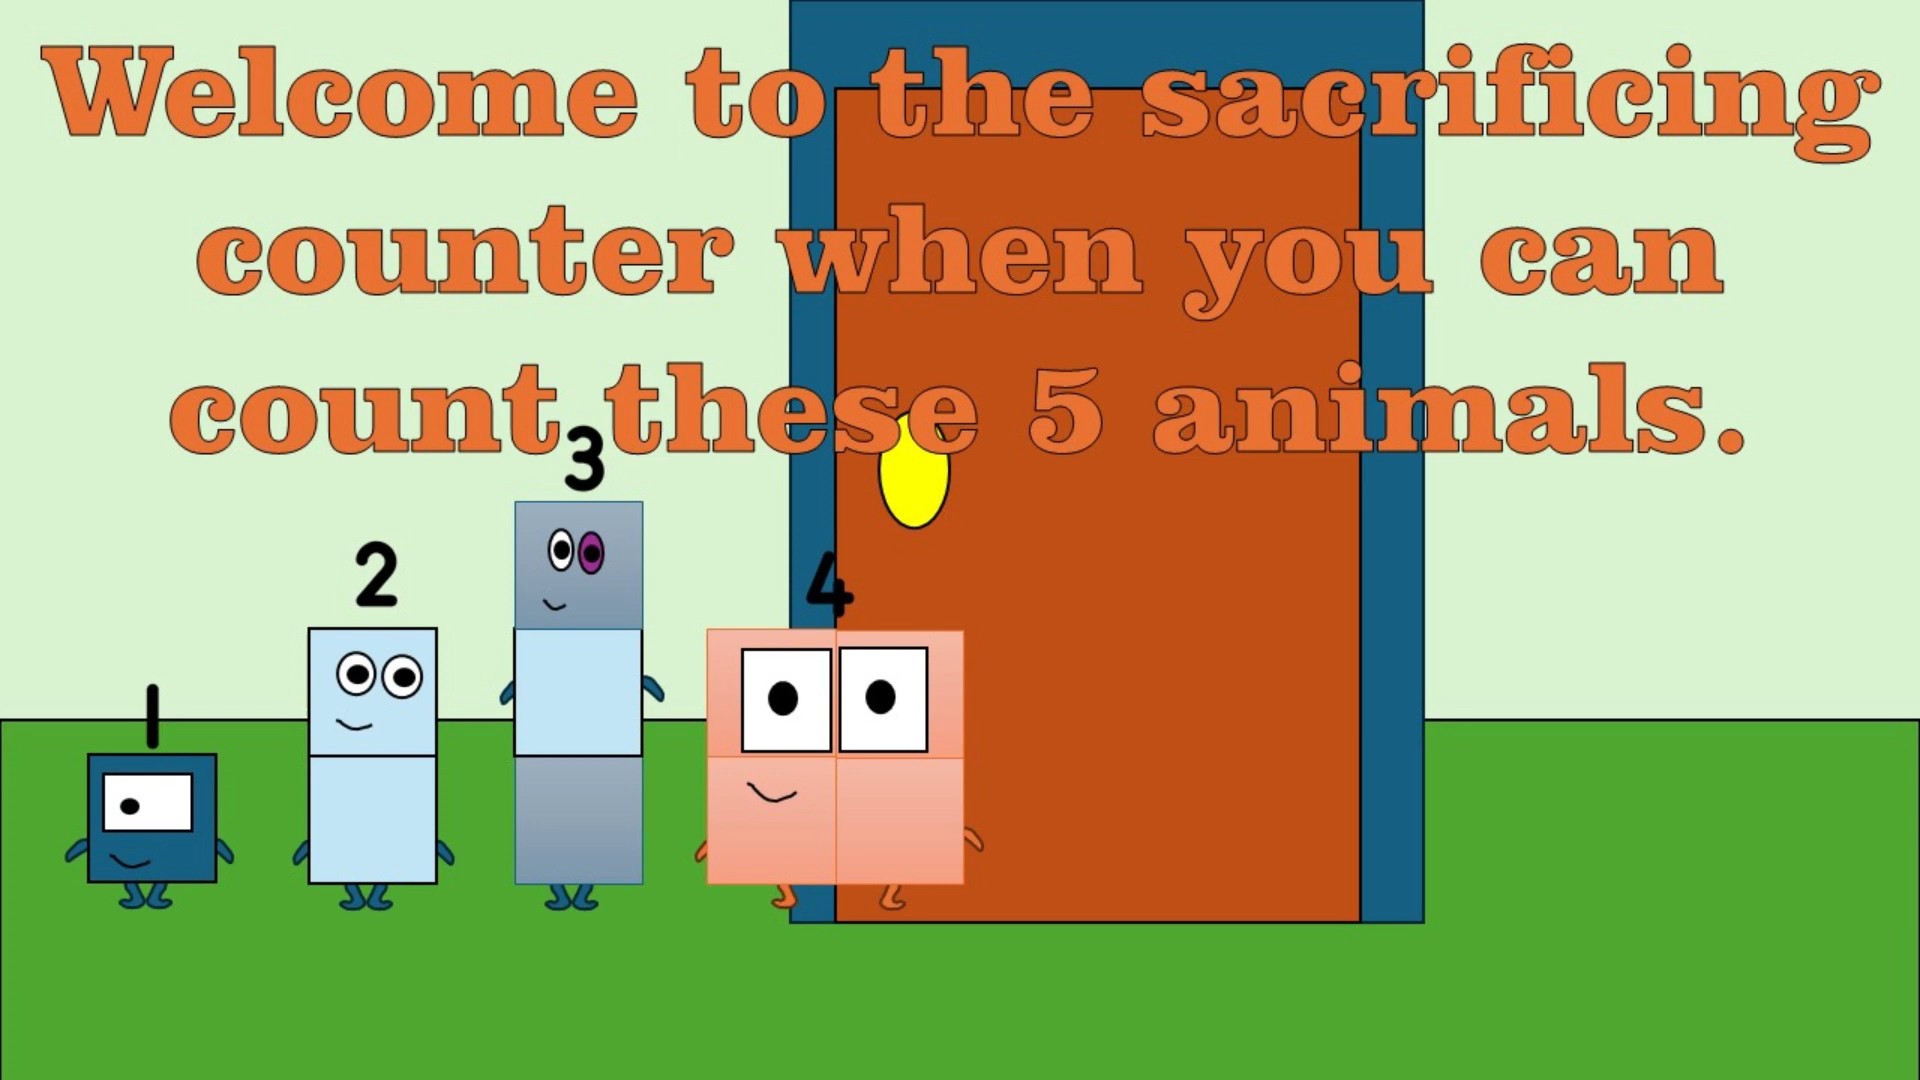 Welcome to the sacrificing
counter when you can
count these 5 animals.
3
2
4
1